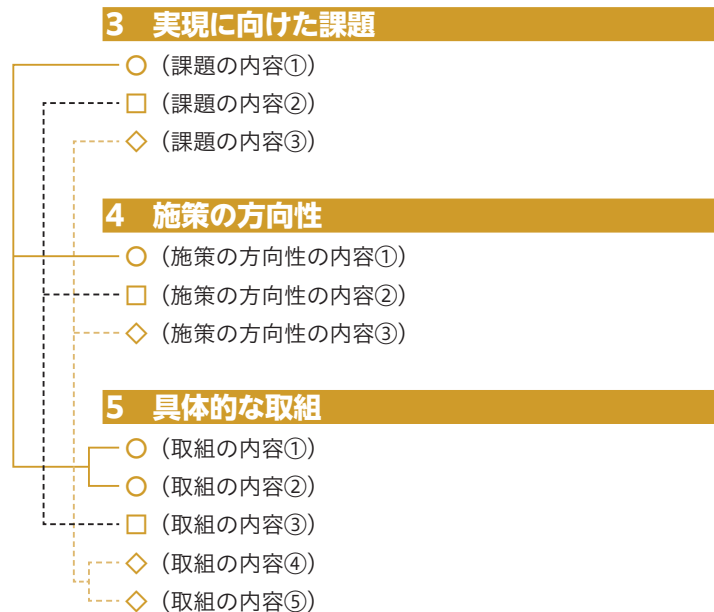 3 実現に向けた課題
(課題の内容①)
(課題の内容②)
(課題の内容③)
4 施策の方向性
(施策の方向性の内容①)
(施策の方向性の内容②)
(施策の方向性の内容③)
5 具体的な取組
(取組の内容①)
(取組の内容②)
(取組の内容③)
(取組の内容④)
(取組の内容⑤)